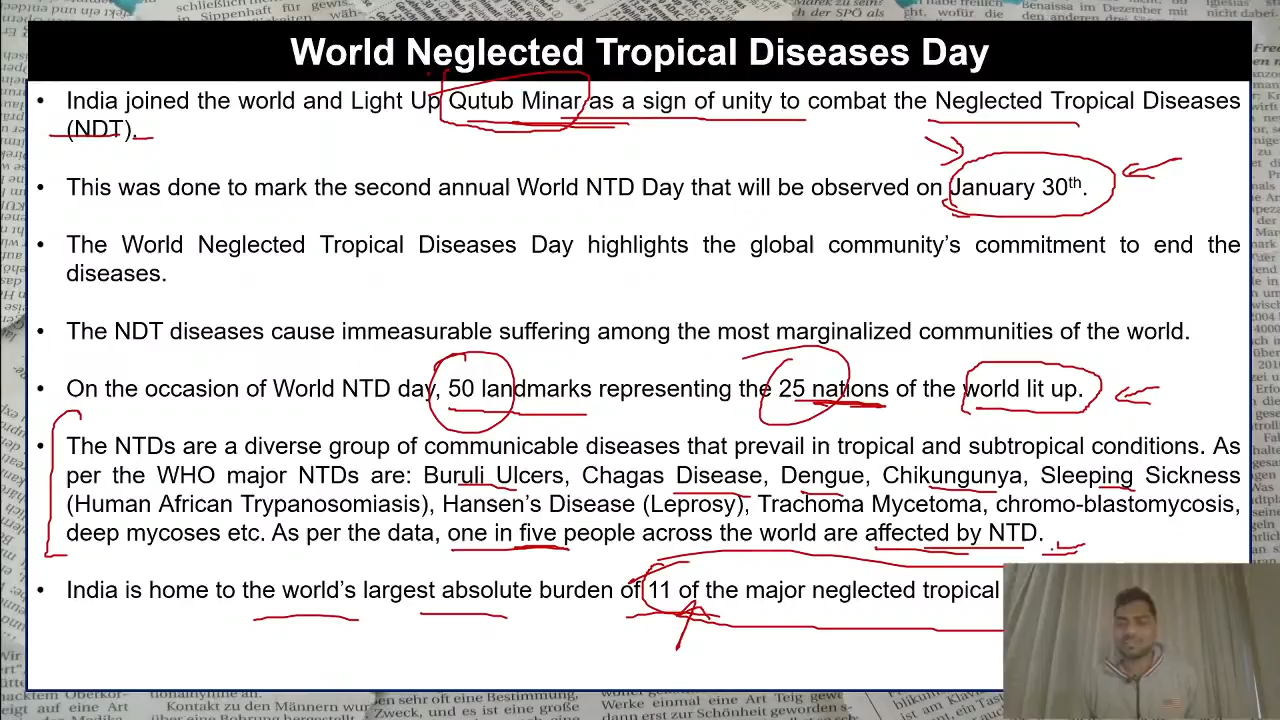 World Neglected Tropical Diseases Day
• India joined the world and Light Up Qutub Minar as a sign of unity to combat the Neglected Tropical Diseases
(NDT).
• This was done to mark the second annual World NTD Day that will be observed on January 30th.
• The World Neglected Tropical Diseases Day highlights the global community's commitment to end the
diseases.
• The NDT diseases cause immeasurable suffering among the most marginalized communities of the world.
• On the occasion of World NTD day, 50 landmarks representing the 25 nations of the world lit up.
• The NTDs are a diverse group of communicable diseases that prevail in tropical and subtropical conditions. As
per the WHO major NTDs are: Buruli Ulcers, Chagas Disease, Dengue, Chikungunya, Sleeping Sickness
(Human African Trypanosomiasis), Hansen's Disease (Leprosy), Trachoma Mycetoma, chromo-blastomycosis,
deep mycoses etc. As per the data, one in five people across the world are affected by NTD.
• India is home to the world's largest absolute burden of 11 of the major neglected tropical